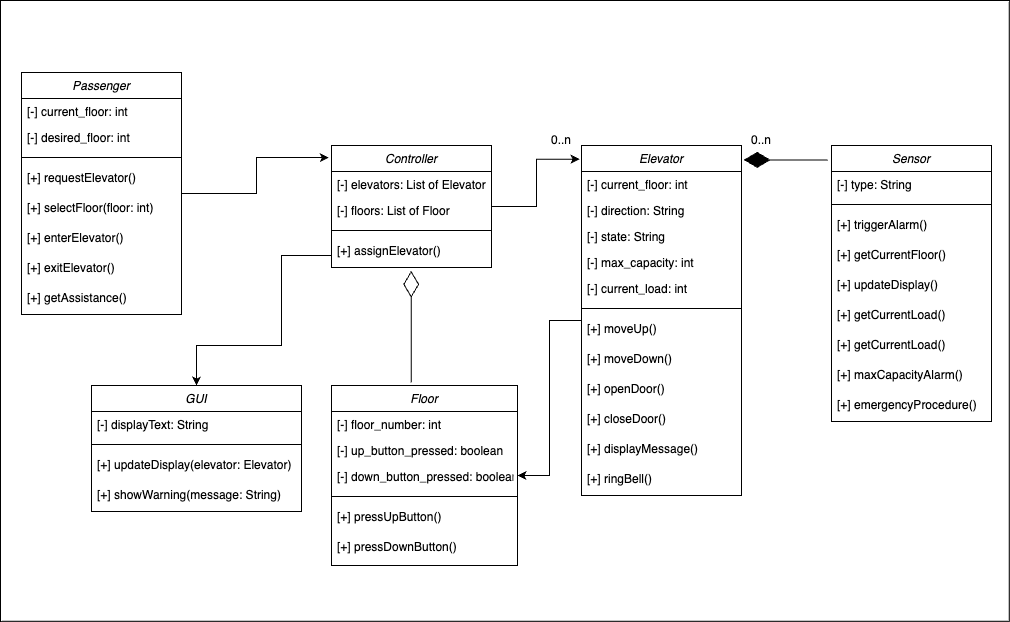 Passenger
[-] current_floor: int
[-] desired_floor: int
[+] requestElevator()
[+] selectFloor(floor: int)
[+] enterElevator()
[+] exitElevator()
[+] getAssistance()
Controller
[-] elevators: List of Elevator
[-] floors: List of Floor
[+] assignElevator()
0..n
Elevator
[-] current_floor: int
[-] direction: String
[-] state: String
[-] max_capacity: int
[-] current_load: int
[+] moveUp()
[+] moveDown()
[+] openDoor()
[+] closeDoor()
[+] displayMessage()
[+] ringBell()
0..n
Sensor
[-] type: String
[+] triggerAlarm()
[+] getCurrentFloor()
[+] updateDisplay()
[+] getCurrentLoad()
[+] getCurrentLoad()
[+] maxCapacityAlarm()
[+] emergencyProcedure()
GUI
[-] displayText: String
[+] updateDisplay(elevator: Elevator)
[+] showWarning(message: String)
Floor
[-] floor_number: int
[-] up_button_pressed: boolean
[-] down_button_pressed: boolean
[+] pressUpButton()
[+] pressDownButton()